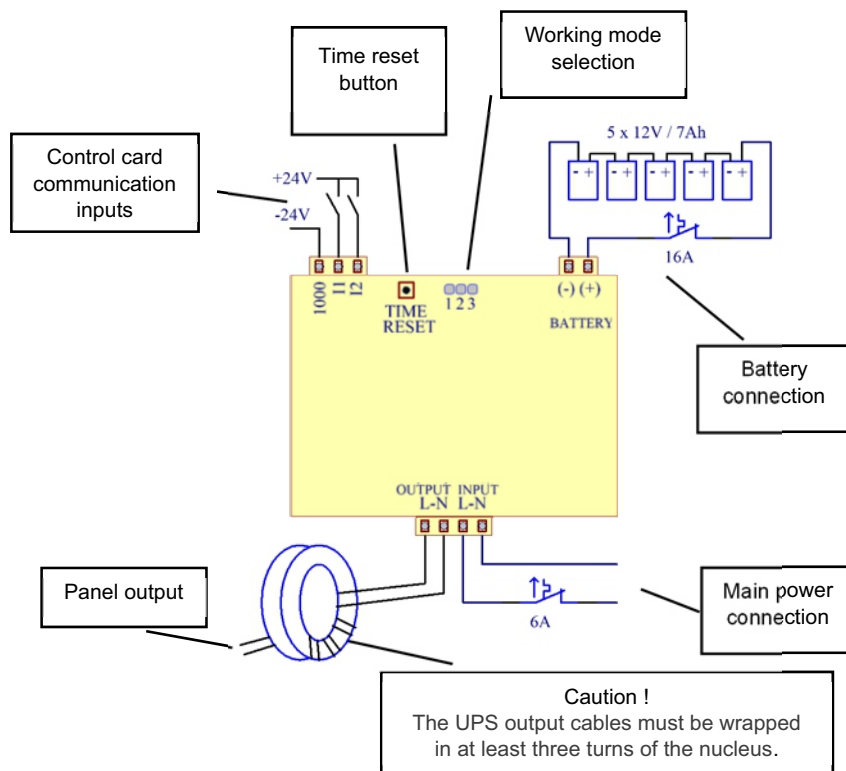 Time reset
button
Working mode
selection
Control card
communication
inputs
+24V
-24V
5 x 12V / 7Ah
- + - + - + - + - +
16A
1000
I1
I2
TIME
RESET
1 2 3
(-) (+)
BATTERY
Battery
connection
OUTPUT INPUT
L-N L-N
Panel output
6A
Main power
connection
Caution !
The UPS output cables must be wrapped
in at least three turns of the nucleus.